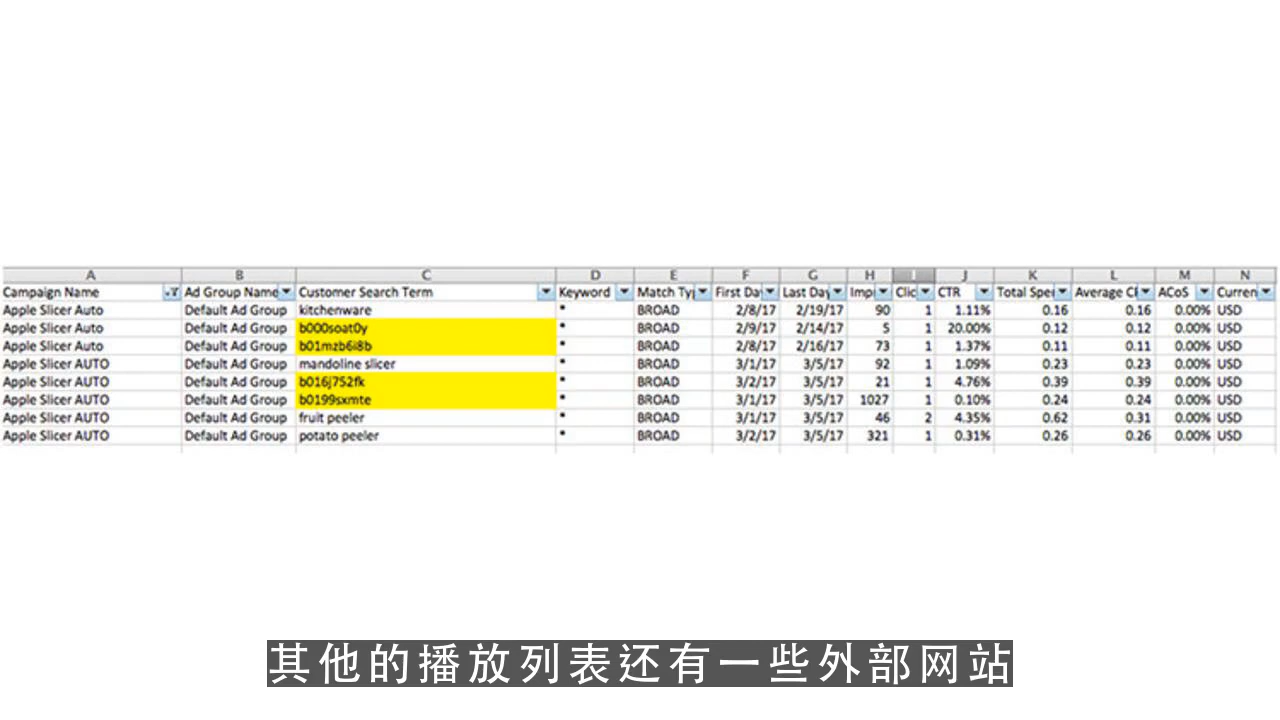 A B C D E F G H I J K L M N
Campaign Name Ad Group Name Customer Search Term Keyword Match Ty First Da Last Day Imp Clic CTR Total Spe Average Cl ACoS Curren
Apple Slicer Auto Default Ad Group kitchenware * BROAD 2/8/17 2/19/17 90 1 1.11% 0.16 0.16 0.00% USD
Apple Slicer Auto Default Ad Group b000soat0y * BROAD 2/9/17 2/14/17 5 1 20.00% 0.12 0.12 0.00% USD
Apple Slicer Auto Default Ad Group b01mzb6i8b * BROAD 2/8/17 2/16/17 73 1 1.37% 0.11 0.11 0.00% USD
Apple Slicer AUTO Default Ad Group mandoline slicer * BROAD 3/1/17 3/5/17 92 1 1.09% 0.23 0.23 0.00% USD
Apple Slicer AUTO Default Ad Group b016j752fk * BROAD 3/2/17 3/5/17 21 1 4.76% 0.39 0.39 0.00% USD
Apple Slicer AUTO Default Ad Group b0199sxmte * BROAD 3/1/17 3/5/17 1027 1 0.10% 0.24 0.24 0.00% USD
Apple Slicer AUTO Default Ad Group fruit peeler * BROAD 3/1/17 3/5/17 46 2 4.35% 0.62 0.31 0.00% USD
Apple Slicer AUTO Default Ad Group potato peeler * BROAD 3/2/17 3/5/17 321 1 0.31% 0.26 0.26 0.00% USD
其他的播放列表还有一些外部网站